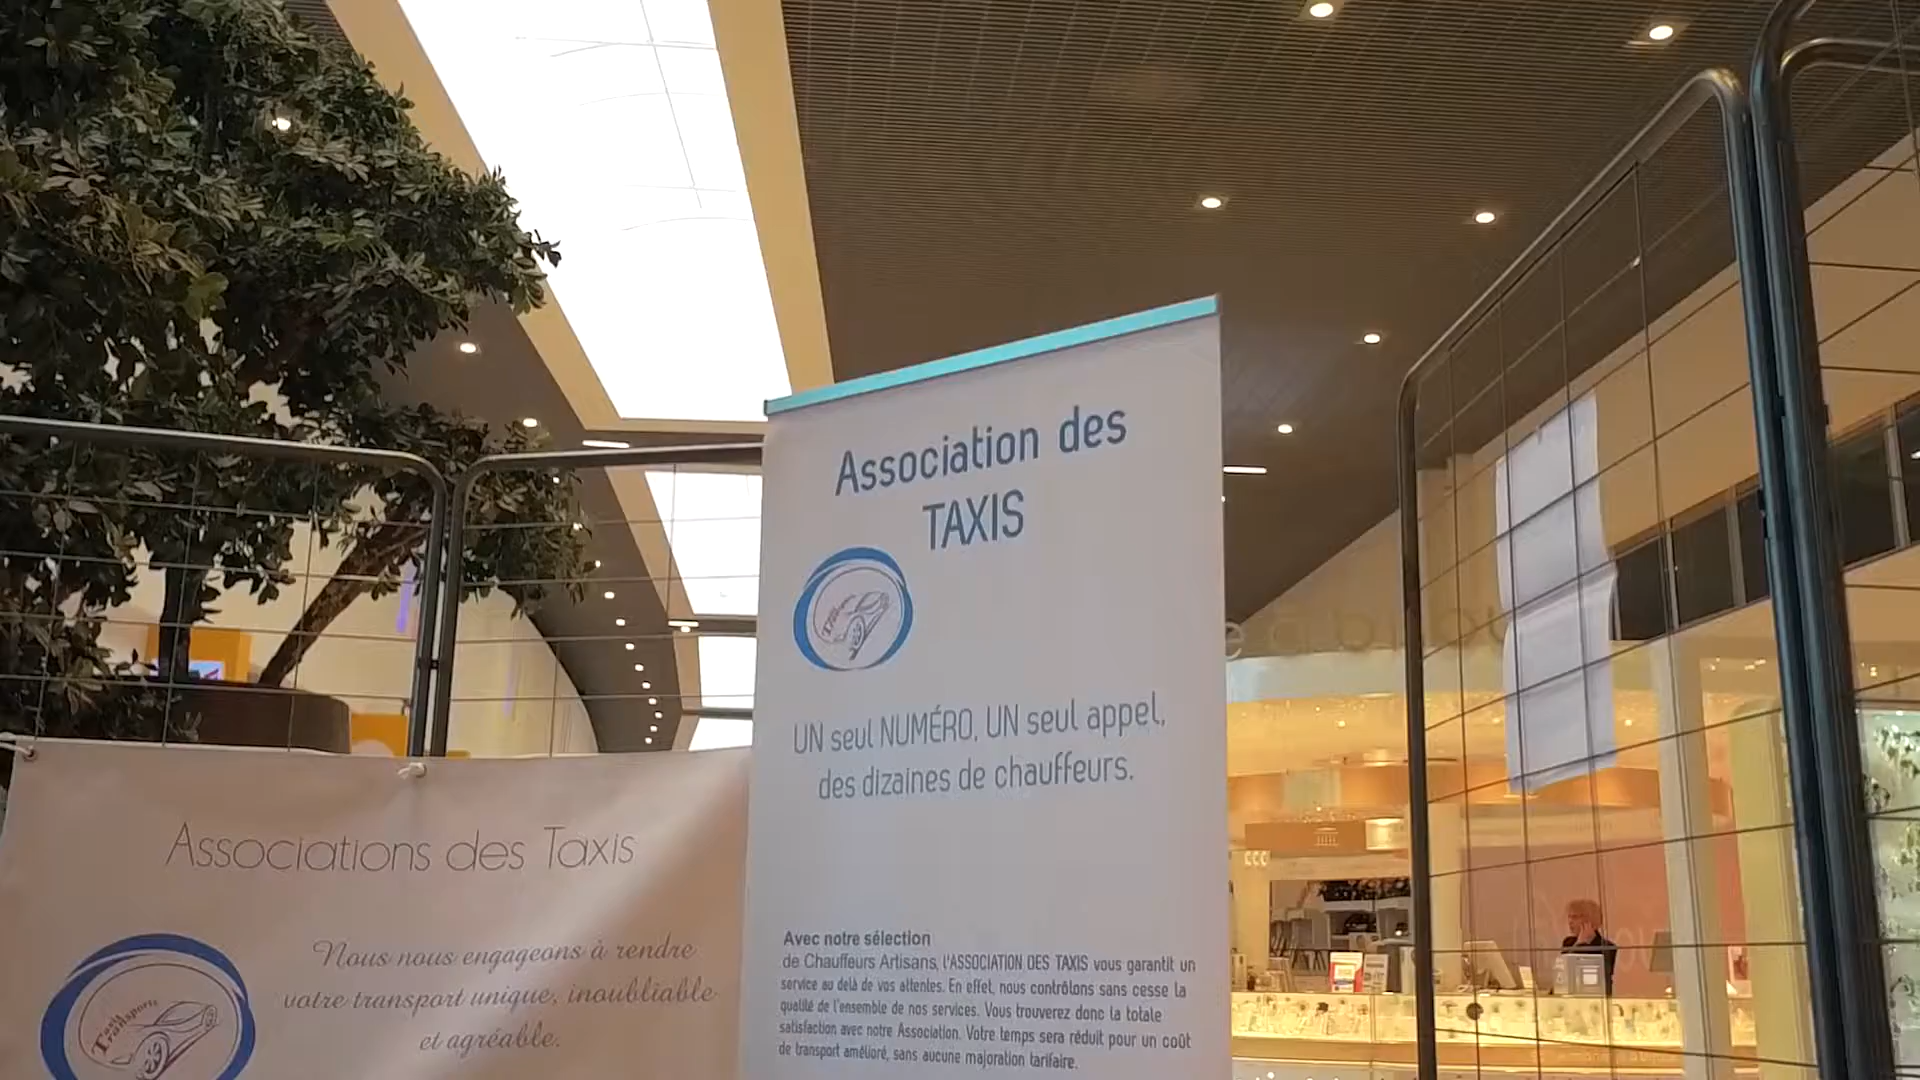 Association des
TAXIS
UN seul NUMÉRO, UN seul appel,
des dizaines de chauffeurs.
Avec notre sélection
de Chauffeurs Artisans, l'ASSOCIATION DES TAXIS vous garantit un
service au delà de vos attentes. En effet, nous contrôlons sans cesse la
qualité de l'ensemble de nos services. Vous trouverez donc la totale
satisfaction avec notre Association. Votre temps sera réduit pour un coût
de transport amélioré, sans aucune majoration tarifaire.
Associations des Taxis
Nous nous engageons à rendre
votre transport unique, inoubliable
et agréable.
Taxis
Transports